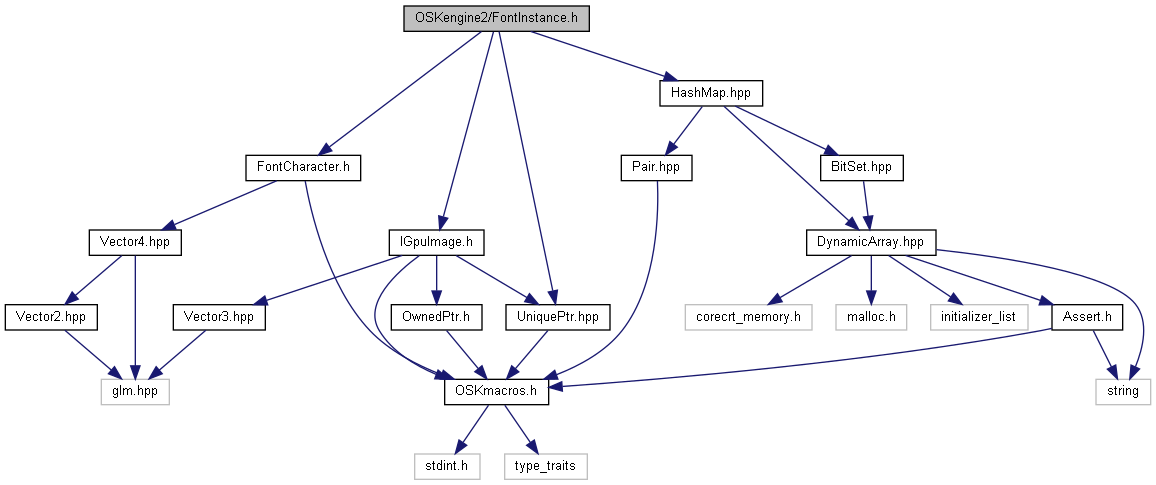 OSKengine2/FontInstance.h
HashMap.hpp
FontCharacter.h
Pair.hpp
BitSet.hpp
Vector4.hpp
IGpuImage.h
DynamicArray.hpp
Vector2.hpp
Vector3.hpp
OwnedPtr.h
UniquePtr.hpp
corecrt_memory.h
malloc.h
initializer_list
Assert.h
glm.hpp
OSKmacros.h
string
stdint.h
type_traits